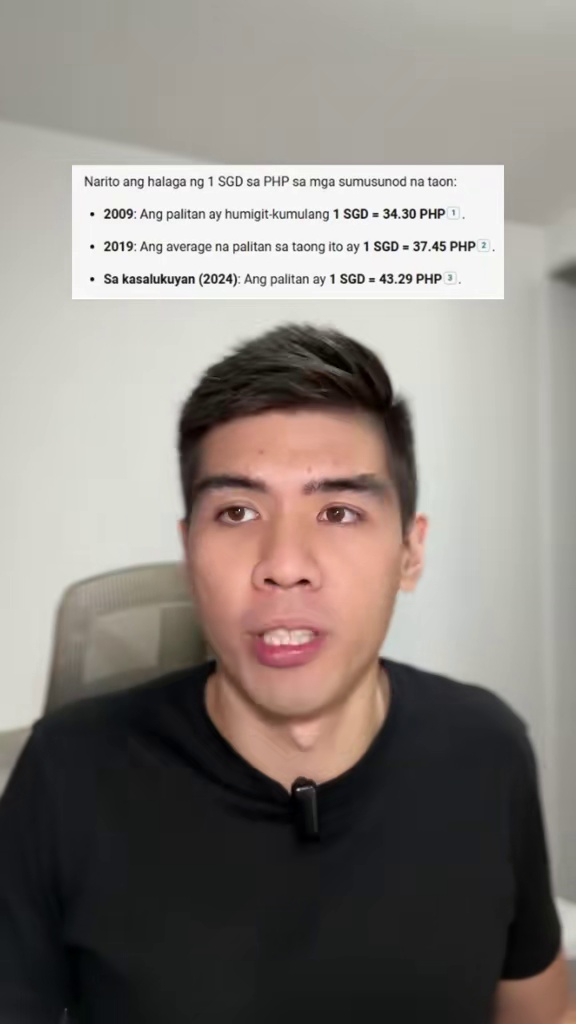 Narito ang halaga ng 1 SGD sa PHP sa mga sumusunod na taon:
• 2009: Ang palitan ay humigit-kumulang 1 SGD = 34.30 PHP 1 .
• 2019: Ang average na palitan sa taong ito ay 1 SGD = 37.45 PHP 2 .
• Sa kasalukuyan (2024): Ang palitan ay 1 SGD = 43.29 PHP 3 .